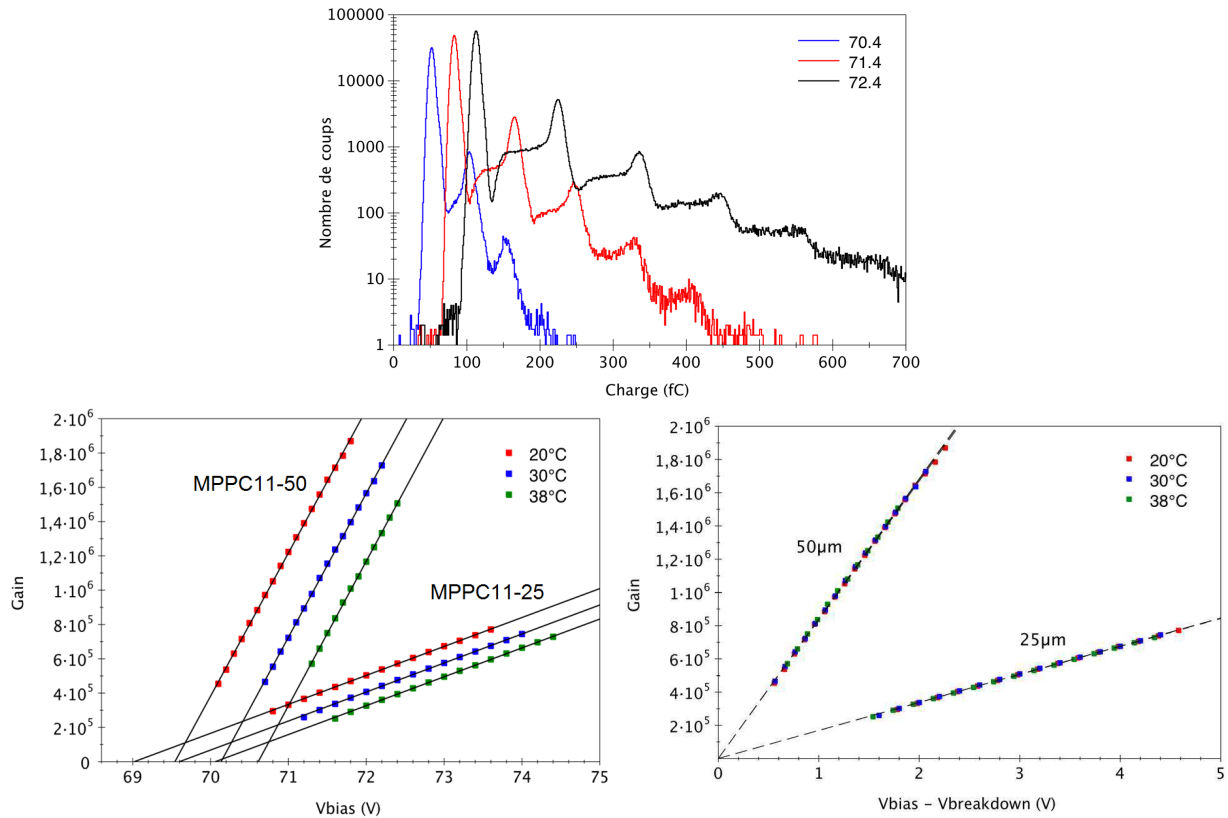 100000
10000
1000
100
10
1
Nombre de coups
70.4
71.4
72.4
0 100 200 300 400 500 600 700
Charge (fC)
2·10⁶
1,8·10⁶
1,6·10⁶
1,4·10⁶
1,2·10⁶
1·10⁶
8·10⁵
6·10⁵
4·10⁵
2·10⁵
0
Gain
MPPC11-50
20°C
30°C
38°C
MPPC11-25
69 70 71 72 73 74 75
Vbias (V)
2·10⁶
1,8·10⁶
1,6·10⁶
1,4·10⁶
1,2·10⁶
1·10⁶
8·10⁵
6·10⁵
4·10⁵
2·10⁵
Gain
20°C
30°C
38°C
50µm
25µm
0 1 2 3 4 5
Vbias – Vbreakdown (V)